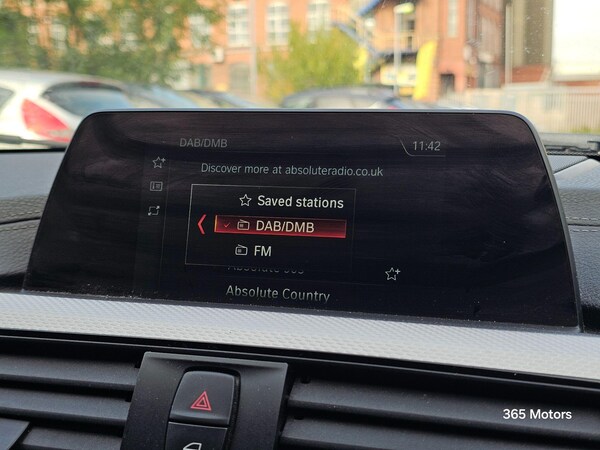 DAB/DMB
11:42
Discover more at absoluteradio.co.uk
Saved stations
DAB/DMB
FM
Absolute Country
365 Motors